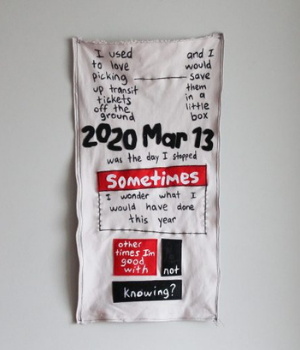 I used
to love
picking
up transit
tickets
off the
ground
and I
would
save
them
in a
little
box
2020 Mar 13
was the day I stopped
Sometimes
I wonder what I
would have done
this year
other
times I'm
good
with
not
Knowing?